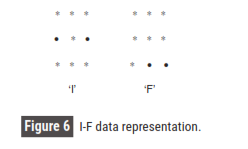 * * * * * *
• * • * * *
* * * * • •
'I' 'F'
Figure 6 I-F data representation.